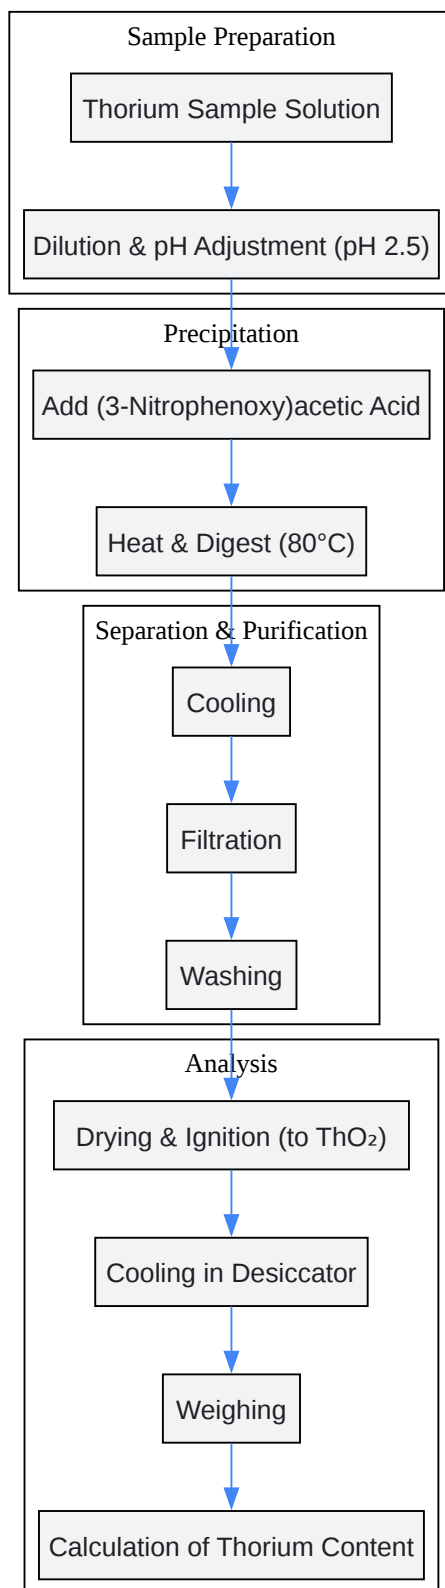 Sample Preparation
Thorium Sample Solution
Dilution & pH Adjustment (pH 2.5)
Precipitation
Add (3-Nitrophenoxy)acetic Acid
Heat & Digest (80°C)
Separation & Purification
Cooling
Filtration
Washing
Analysis
Drying & Ignition (to ThO₂)
Cooling in Desiccator
Weighing
Calculation of Thorium Content